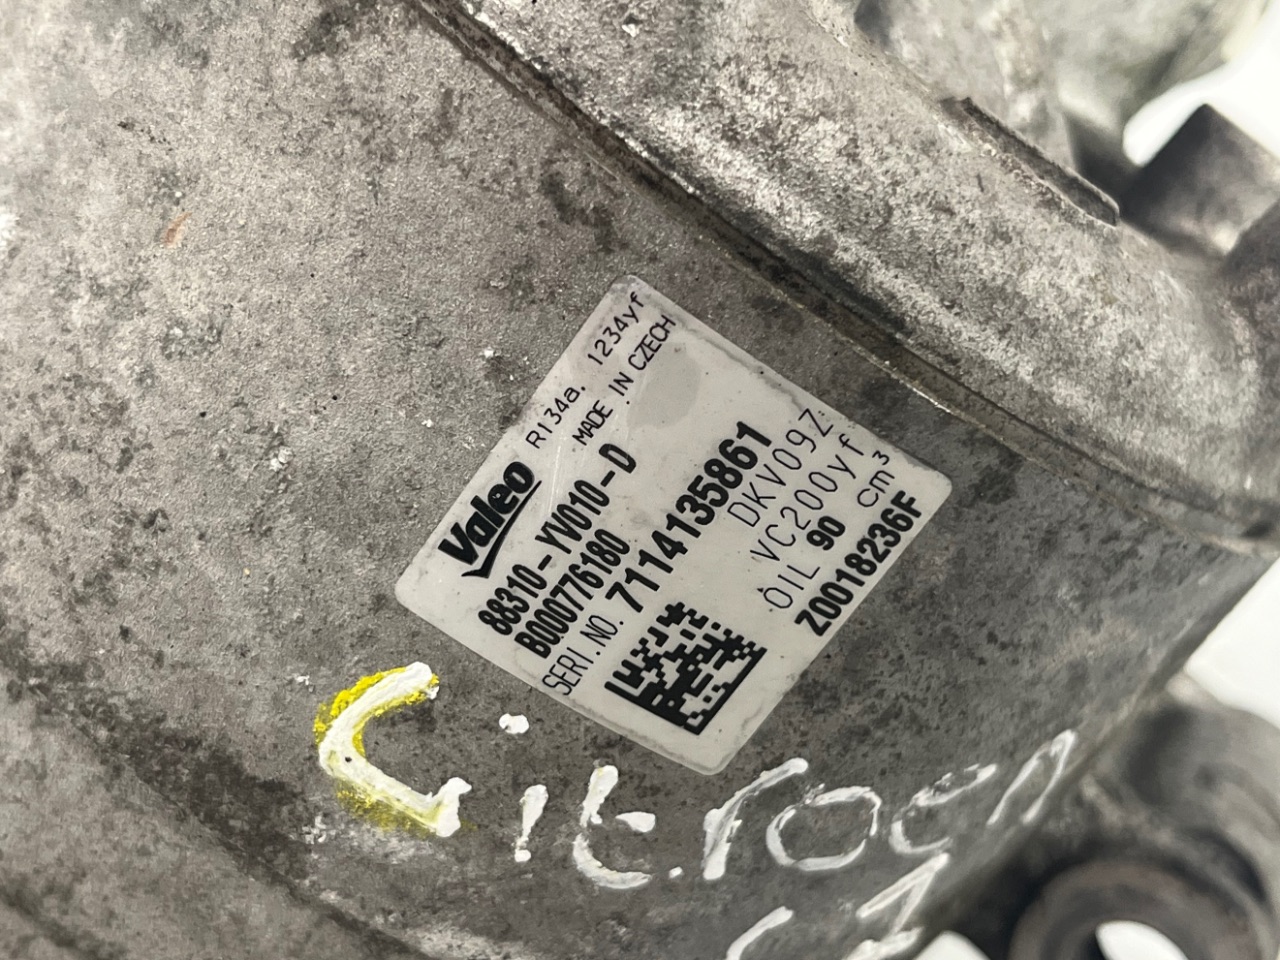 Valeo
R134a. 1234yf
MADE IN CZECH
88310-YV010-D
B000776180
SERI.NO. 7114135861
DKV09Z
VC200yf
OIL 90 cm³
Z0018236F
Citroen
C1